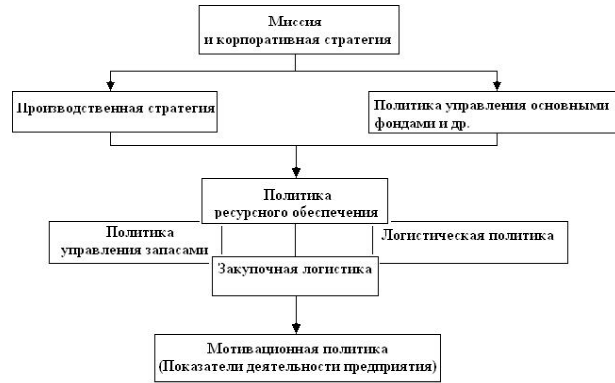 Миссия
и корпоративная стратегия
Производственная стратегия
Политика управления основными
фондами и др.
Политика
ресурсного обеспечения
Политика
управления запасами
Логистическая политика
Закупочная логистика
Мотивационная политика
(Показатели деятельности предприятия)